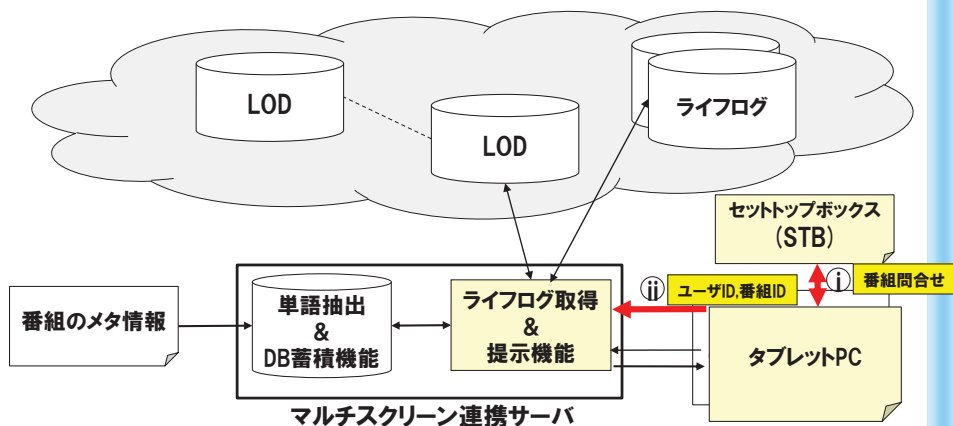 LOD
ライフログ
LOD
セットトップボックス
(STB)
ⅱ
ユーザID,番組ID
ⅰ
番組問合せ
番組のメタ情報
単語抽出
&
DB蓄積機能
ライフログ取得
&
提示機能
タブレットPC
マルチスクリーン連携サーバ